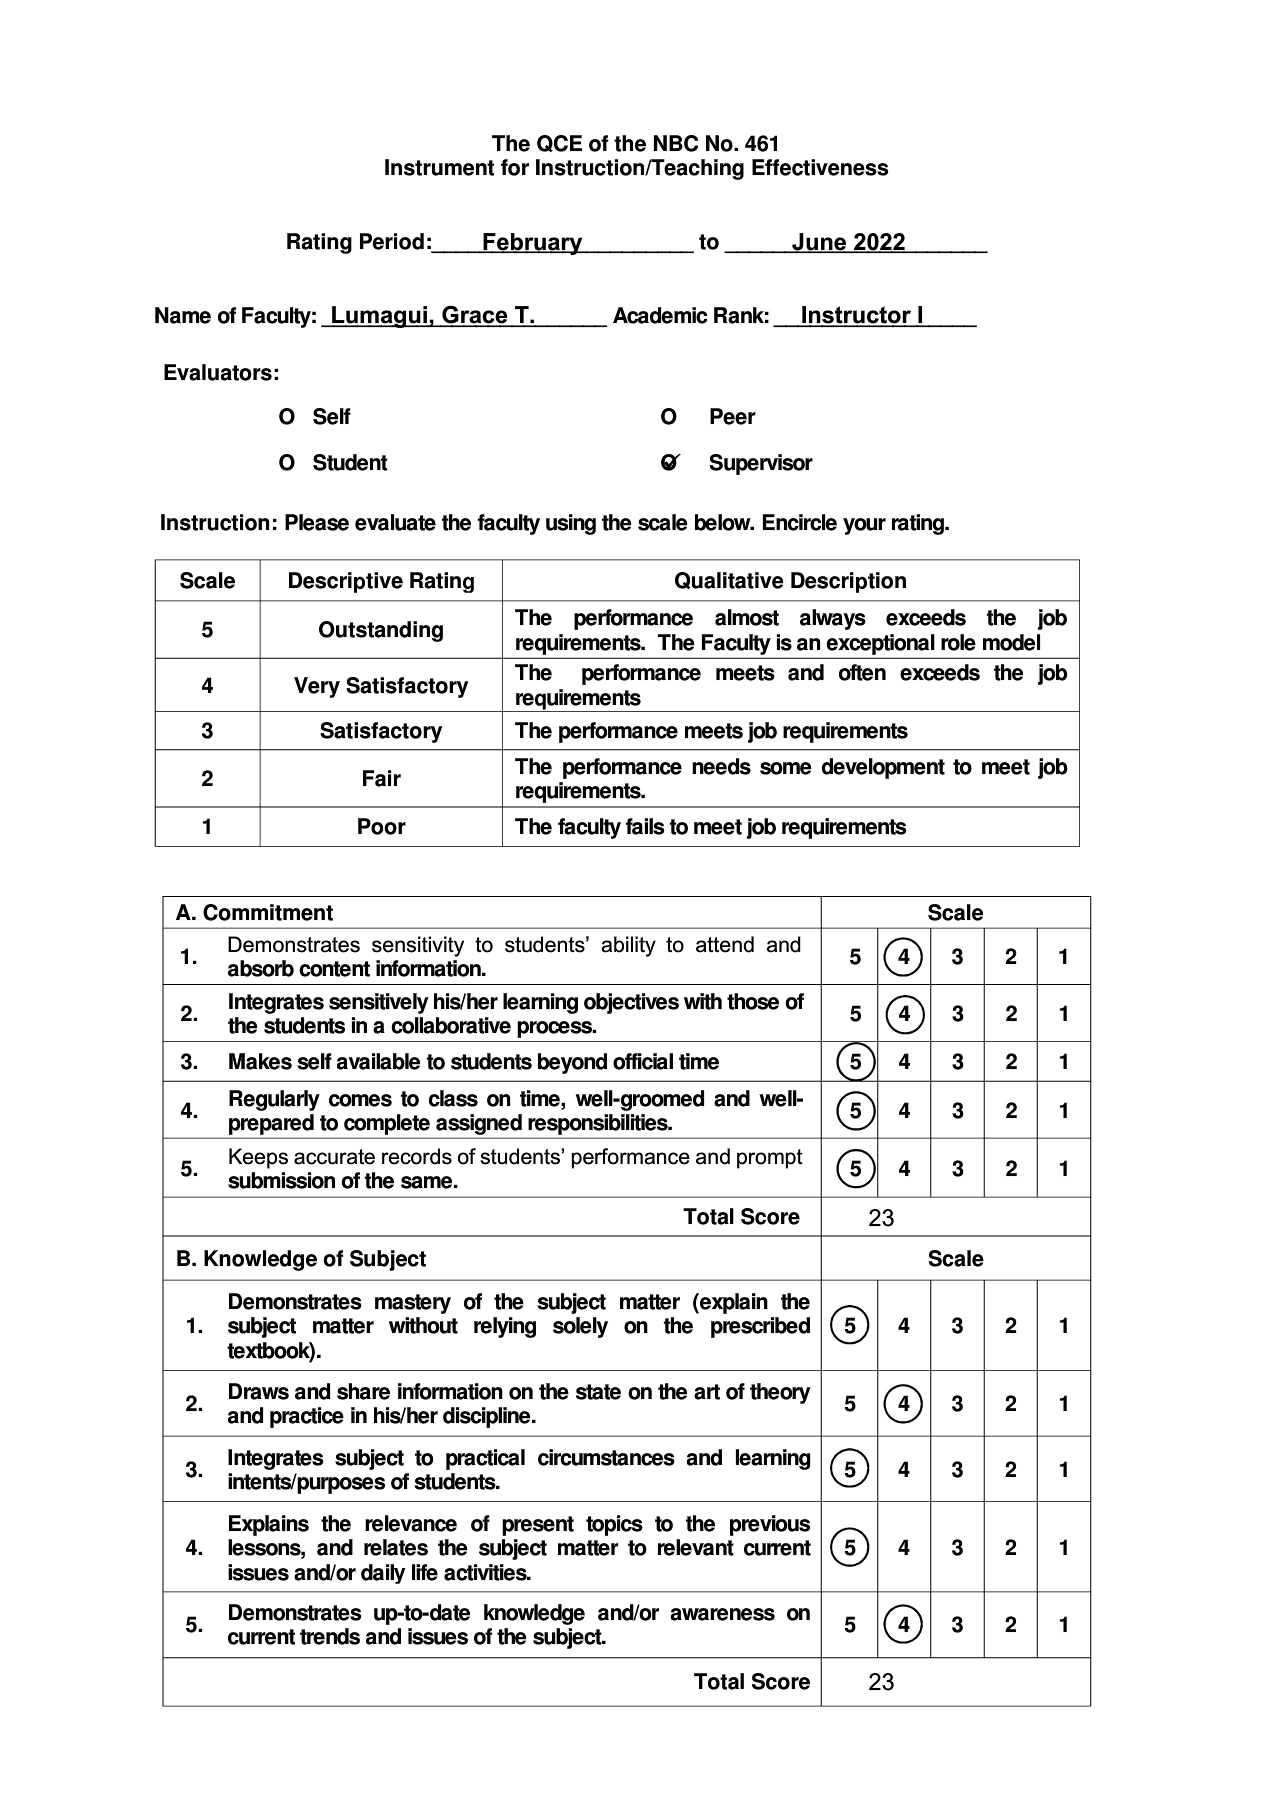 The QCE of the NBC No. 461
Instrument for Instruction/Teaching Effectiveness
Rating Period: February to June 2022
Name of Faculty: Lumagui, Grace T. Academic Rank: Instructor I
Evaluators:
O Self O Peer
O Student O Supervisor
Instruction: Please evaluate the faculty using the scale below. Encircle your rating.
Scale Descriptive Rating Qualitative Description
5 Outstanding The performance almost always exceeds the job
requirements. The Faculty is an exceptional role model
4 Very Satisfactory The performance meets and often exceeds the job
requirements
3 Satisfactory The performance meets job requirements
2 Fair The performance needs some development to meet job
requirements.
1 Poor The faculty fails to meet job requirements
A. Commitment Scale
1. Demonstrates sensitivity to students’ ability to attend and
absorb content information. 5 4 3 2 1
2. Integrates sensitively his/her learning objectives with those of
the students in a collaborative process. 5 4 3 2 1
3. Makes self available to students beyond official time 5 4 3 2 1
4. Regularly comes to class on time, well-groomed and well-
prepared to complete assigned responsibilities. 5 4 3 2 1
5. Keeps accurate records of students’ performance and prompt
submission of the same. 5 4 3 2 1
Total Score 23
B. Knowledge of Subject Scale
1. Demonstrates mastery of the subject matter (explain the
subject matter without relying solely on the prescribed
textbook). 5 4 3 2 1
2. Draws and share information on the state on the art of theory
and practice in his/her discipline. 5 4 3 2 1
3. Integrates subject to practical circumstances and learning
intents/purposes of students. 5 4 3 2 1
4. Explains the relevance of present topics to the previous
lessons, and relates the subject matter to relevant current
issues and/or daily life activities. 5 4 3 2 1
5. Demonstrates up-to-date knowledge and/or awareness on
current trends and issues of the subject. 5 4 3 2 1
Total Score 23